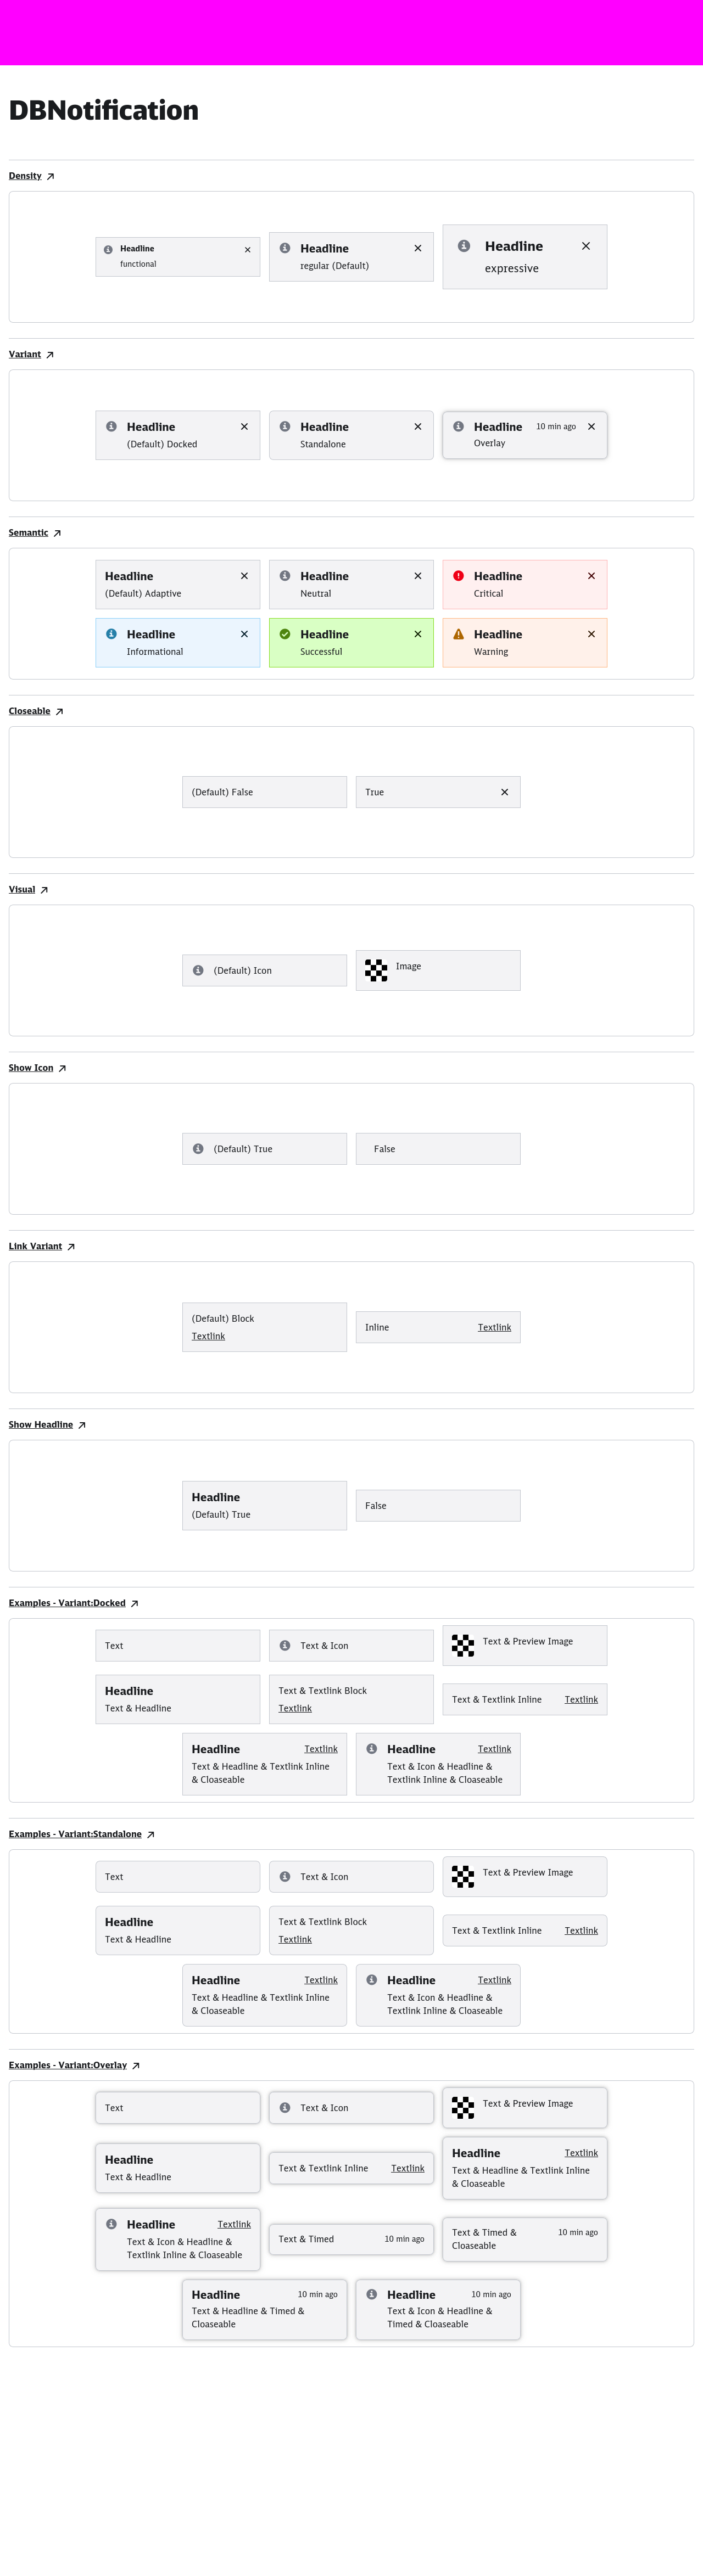 DBNotification
Density
Headline
functional
Headline
regular (Default)
Headline
expressive
Variant
Headline
(Default) Docked
Headline
Standalone
Headline 10 min ago
Overlay
Semantic
Headline
(Default) Adaptive
Headline
Neutral
Headline
Critical
Headline
Informational
Headline
Successful
Headline
Warning
Closeable
(Default) False
True
Visual
(Default) Icon
Image
Show Icon
(Default) True
False
Link Variant
(Default) Block
Textlink
Inline Textlink
Show Headline
Headline
(Default) True
False
Examples - Variant:Docked
Text
Text & Icon
Text & Preview Image
Headline
Text & Headline
Text & Textlink Block
Textlink
Text & Textlink Inline Textlink
Headline Textlink
Text & Headline & Textlink Inline
& Cloaseable
Headline Textlink
Text & Icon & Headline &
Textlink Inline & Cloaseable
Examples - Variant:Standalone
Text
Text & Icon
Text & Preview Image
Headline
Text & Headline
Text & Textlink Block
Textlink
Text & Textlink Inline Textlink
Headline Textlink
Text & Headline & Textlink Inline
& Cloaseable
Headline Textlink
Text & Icon & Headline &
Textlink Inline & Cloaseable
Examples - Variant:Overlay
Text
Text & Icon
Text & Preview Image
Headline
Text & Headline
Text & Textlink Inline Textlink
Headline Textlink
Text & Headline & Textlink Inline
& Cloaseable
Headline Textlink
Text & Icon & Headline &
Textlink Inline & Cloaseable
Text & Timed 10 min ago
Text & Timed & 10 min ago
Cloaseable
Headline 10 min ago
Text & Headline & Timed &
Cloaseable
Headline 10 min ago
Text & Icon & Headline &
Timed & Cloaseable